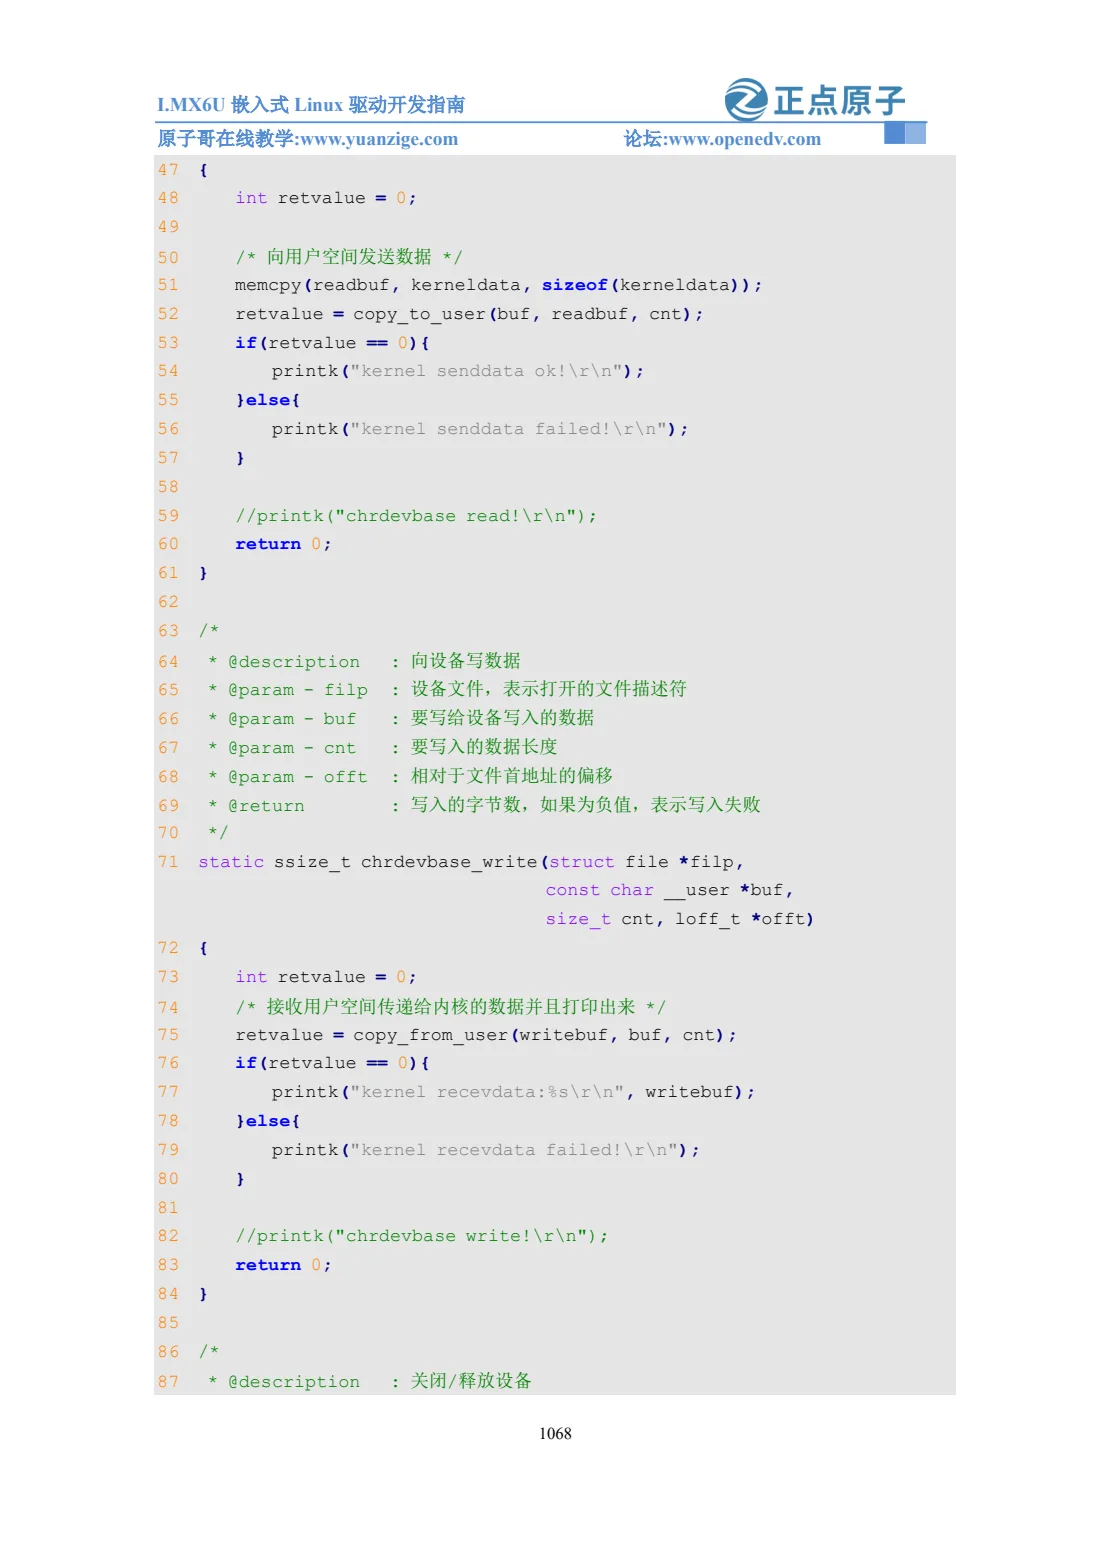 I.MX6U 嵌入式 Linux 驱动开发指南
正点原子
原子哥在线教学:www.yuanzige.com 论坛:www.openedv.com
47 {
48     int retvalue = 0;
49
50     /* 向用户空间发送数据 */
51     memcpy(readbuf, kerneldata, sizeof(kerneldata));
52     retvalue = copy_to_user(buf, readbuf, cnt);
53     if(retvalue == 0){
54         printk("kernel senddata ok!\r\n");
55     }else{
56         printk("kernel senddata failed!\r\n");
57     }
58
59     //printk("chrdevbase read!\r\n");
60     return 0;
61 }
62
63 /*
64  * @description   : 向设备写数据
65  * @param - filp  : 设备文件，表示打开的文件描述符
66  * @param - buf   : 要写给设备写入的数据
67  * @param - cnt   : 要写入的数据长度
68  * @param - offt  : 相对于文件首地址的偏移
69  * @return        : 写入的字节数，如果为负值，表示写入失败
70  */
71 static ssize_t chrdevbase_write(struct file *filp,
                                const char __user *buf,
                                size_t cnt, loff_t *offt)
72 {
73     int retvalue = 0;
74     /* 接收用户空间传递给内核的数据并且打印出来 */
75     retvalue = copy_from_user(writebuf, buf, cnt);
76     if(retvalue == 0){
77         printk("kernel recevdata:%s\r\n", writebuf);
78     }else{
79         printk("kernel recevdata failed!\r\n");
80     }
81
82     //printk("chrdevbase write!\r\n");
83     return 0;
84 }
85
86 /*
87  * @description   : 关闭/释放设备
1068